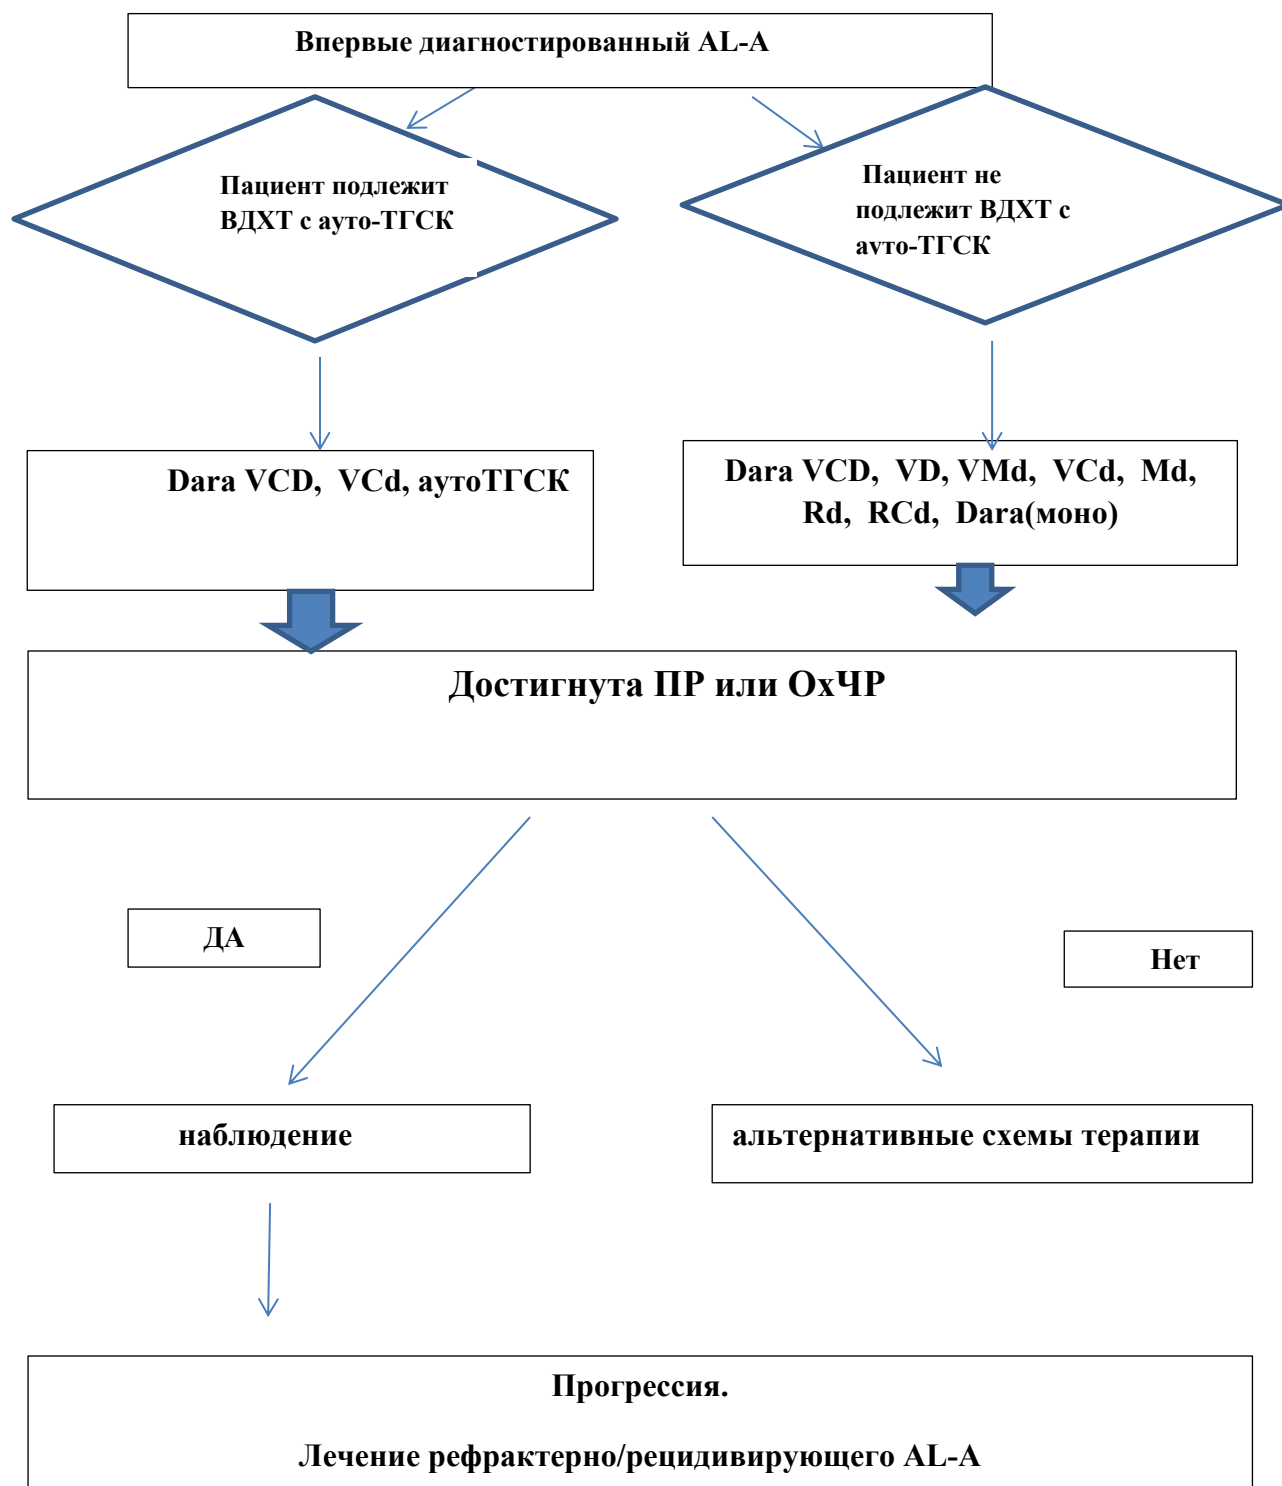 Впервые диагностированный AL-A
Пациент подлежит
ВДХТ с ауто-ТГСК
Пациент не
подлежит ВДХТ с
ауто-ТГСК
Dara VCD, VCd, аутоТГСК
Dara VCD, VD, VMd, VCd, Md,
Rd, RCd, Dara(моно)
Достигнута ПР или ОхЧР
ДА
Нет
наблюдение
альтернативные схемы терапии
Прогрессия.
Лечение рефрактерно/рецидивирующего AL-A